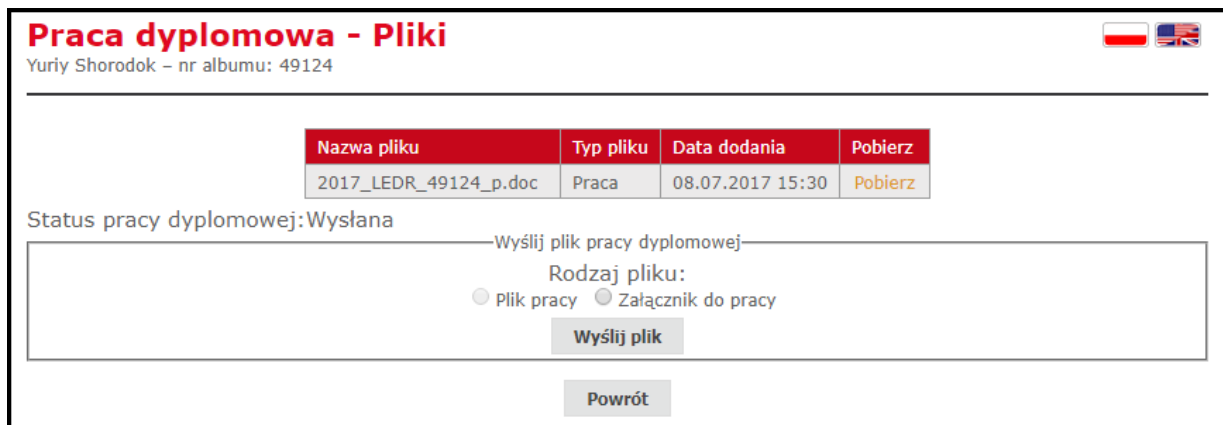 Praca dyplomowa - Pliki
Yuriy Shorodok – nr albumu: 49124
Nazwa pliku Typ pliku Data dodania Pobierz
2017_LEDR_49124_p.doc Praca 08.07.2017 15:30 Pobierz
Status pracy dyplomowej:Wysłana
Wyślij plik pracy dyplomowej
Rodzaj pliku:
Plik pracy Załącznik do pracy
Wyślij plik
Powrót